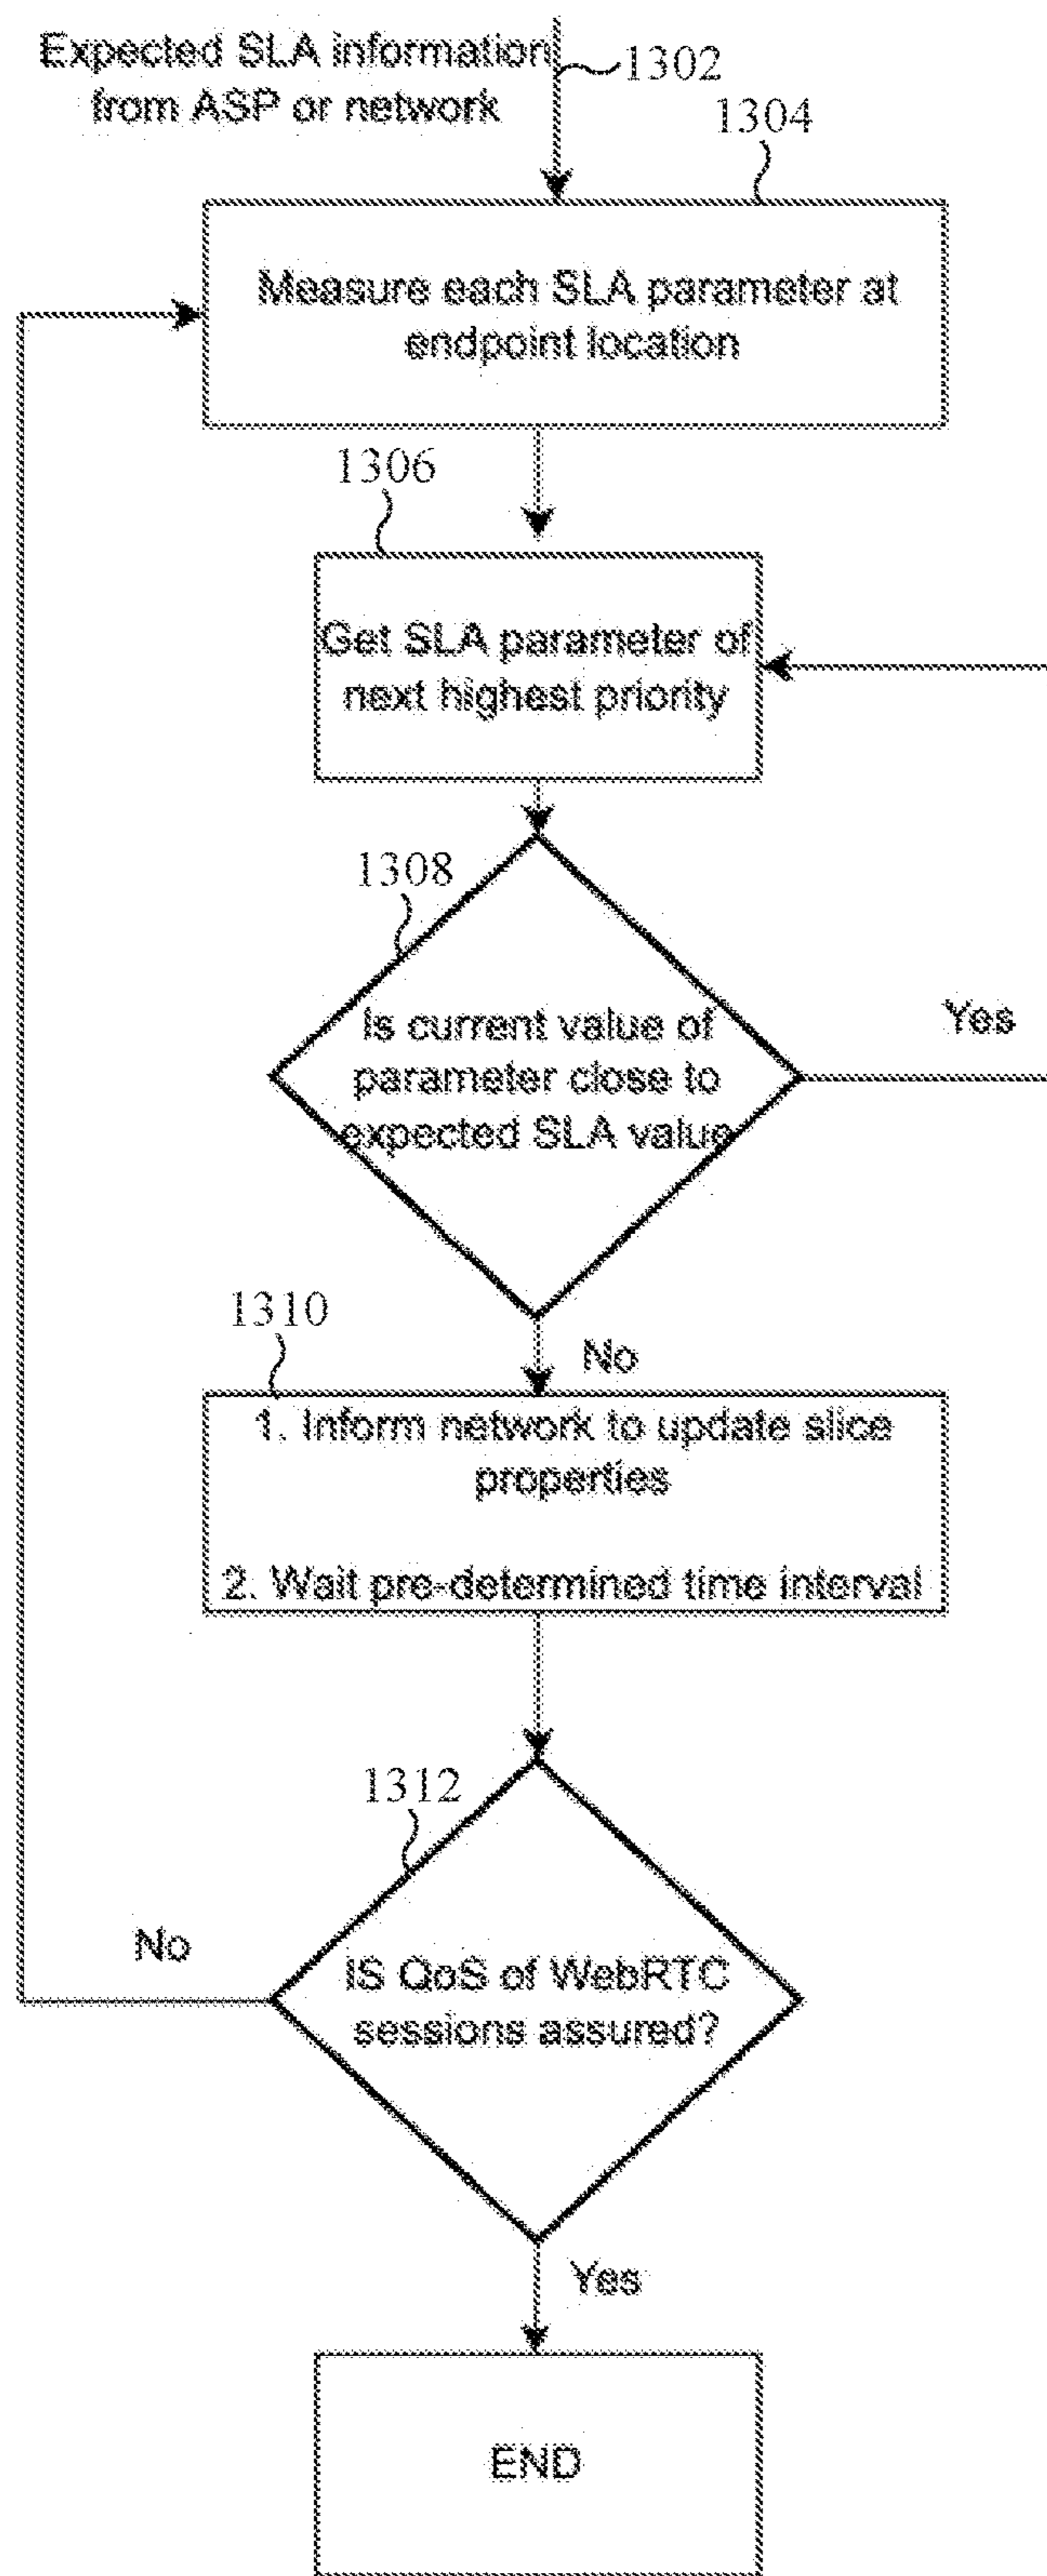 Expected SLA information
from ASP or network
1302
1304
Measure each SLA parameter at
endpoint location
1306
Get SLA parameter of
next highest priority
1308
Is current value of
parameter close to
expected SLA value
Yes
1310
No
1. Inform network to update slice
properties
2. Wait pre-determined time interval
1312
No
IS QoS of WebRTC
sessions assured?
Yes
END